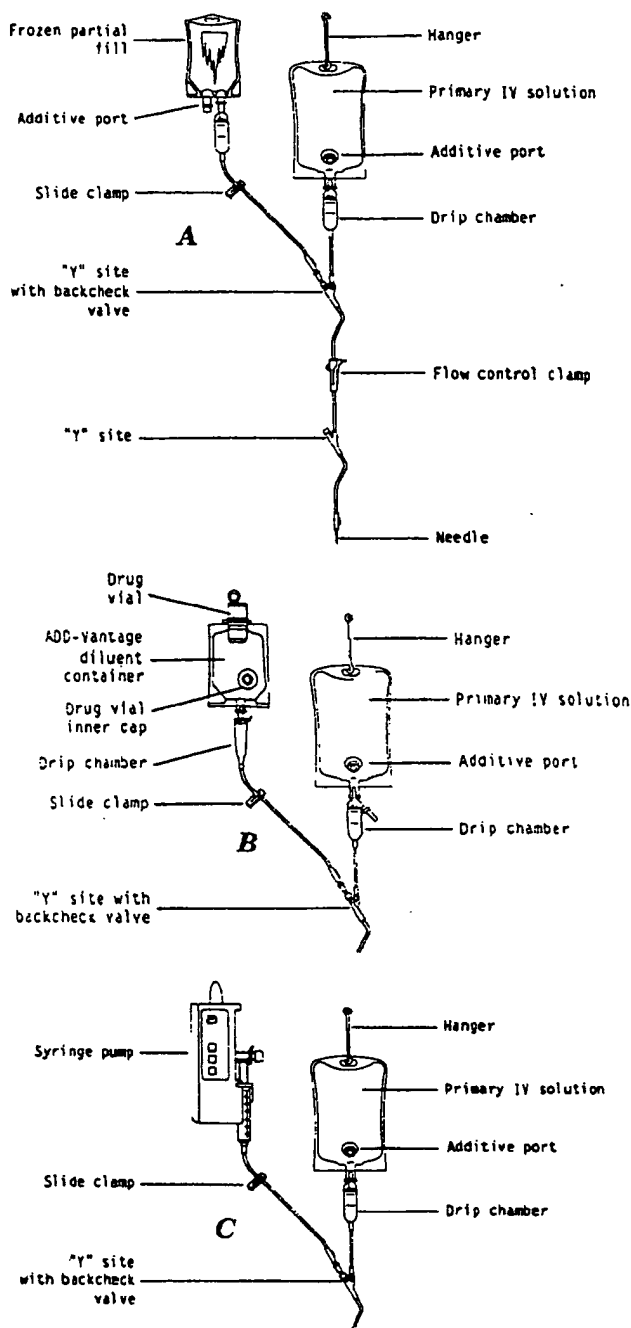 Frozen partial
fill
Additive port
Slide clamp
A
"Y" site
with backcheck
valve
"Y" site
Hanger
Primary IV solution
Additive port
Drip chamber
Flow control clamp
Needle
Drug
vial
ADD-Vantage
diluent
container
Drug vial
inner cap
Drip chamber
Slide clamp
B
"Y" site with
backcheck valve
Hanger
Primary IV solution
Additive port
Drip chamber
Syringe pump
Slide clamp
C
"Y" site
with backcheck
valve
Hanger
Primary IV solution
Additive port
Drip chamber